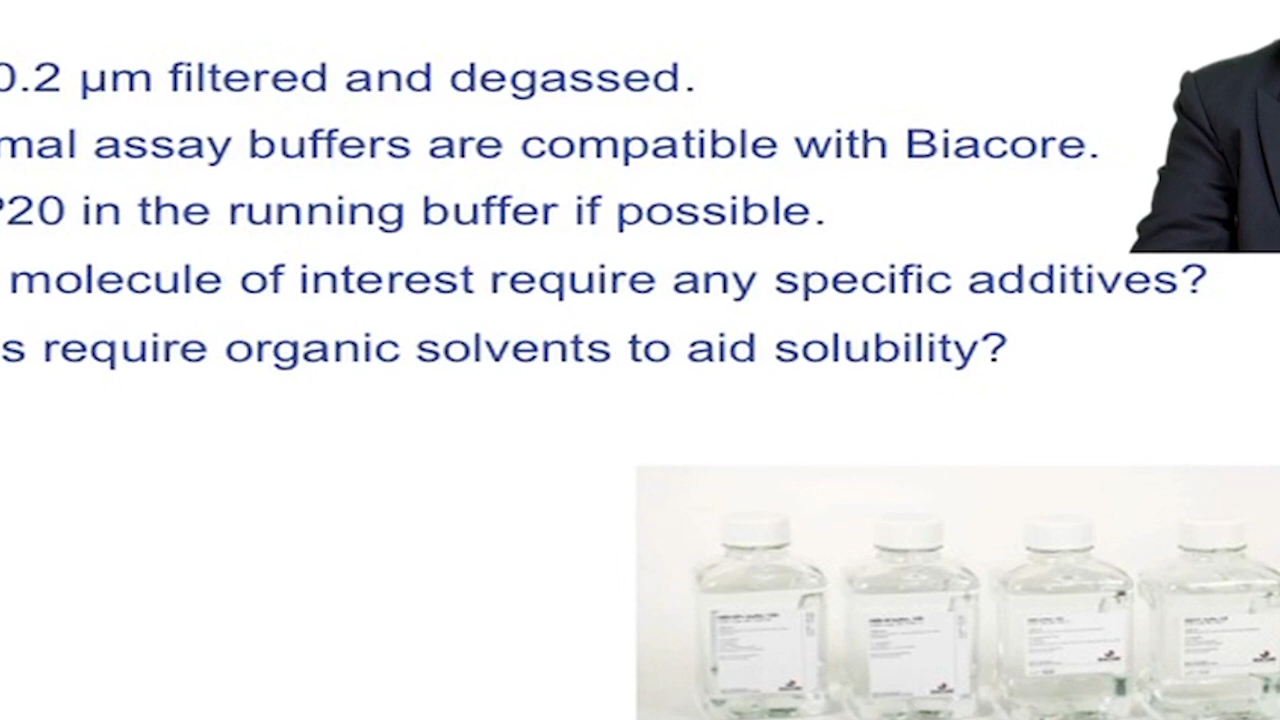 0.2 µm filtered and degassed.
mal assay buffers are compatible with Biacore.
P20 in the running buffer if possible.
molecule of interest require any specific additives?
s require organic solvents to aid solubility?